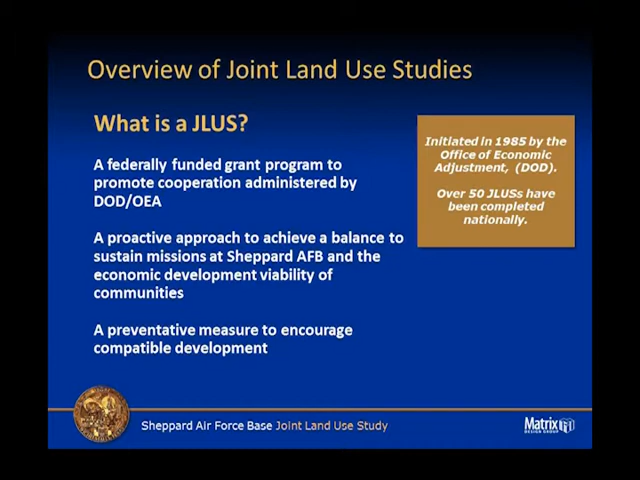 Overview of Joint Land Use Studies
What is a JLUS?
A federally funded grant program to
promote cooperation administered by
DOD/OEA
A proactive approach to achieve a balance to
sustain missions at Sheppard AFB and the
economic development viability of
communities
A preventative measure to encourage
compatible development
Initiated in 1985 by the
Office of Economic
Adjustment, (DOD).
Over 50 JLUSs have
been completed
nationally.
Sheppard Air Force Base Joint Land Use Study
Matrix
DESIGN GROUP